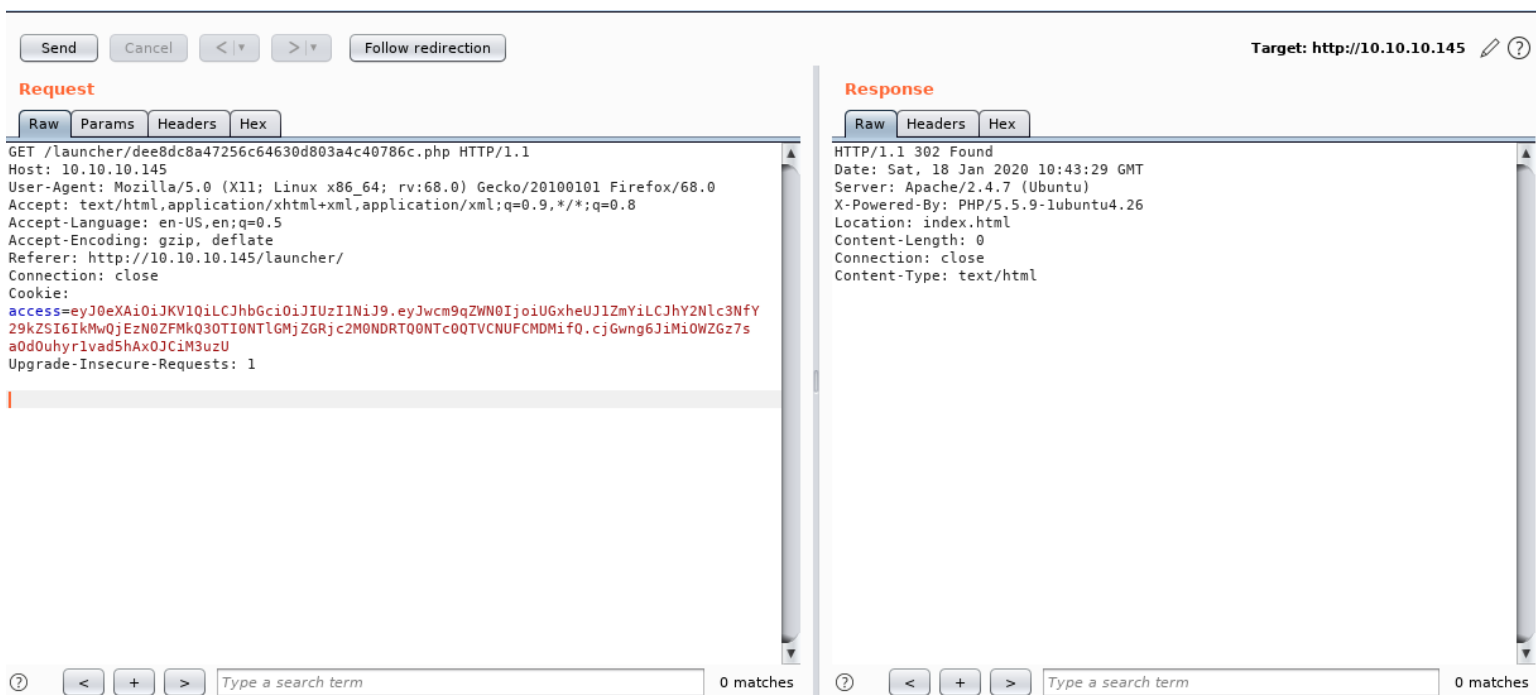 Send
Cancel
<
>
Follow redirection
Target: http://10.10.10.145
?
Request
Raw
Params
Headers
Hex
GET /launcher/dee8dc8a47256c64630d803a4c40786c.php HTTP/1.1
Host: 10.10.10.145
User-Agent: Mozilla/5.0 (X11; Linux x86_64; rv:68.0) Gecko/20100101 Firefox/68.0
Accept: text/html,application/xhtml+xml,application/xml;q=0.9,*/*;q=0.8
Accept-Language: en-US,en;q=0.5
Accept-Encoding: gzip, deflate
Referer: http://10.10.10.145/launcher/
Connection: close
Cookie:
access=eyJ0eXAiOiJKV1QiLCJhbGciOiJIUzI1NiJ9.eyJwcm9qZWN0IjoiUGxheUJ1ZmYiLCJhY2Nlc3NfY
29kZSI6IkMwQjEzN0ZFMkQ3OTI0NTlGMjZGRjc2M0NDRTQ0NTc0QTVCNUFCMDMifQ.cjGwng6JiMiOWZGz7s
aOdOuhyr1vad5hAxOJCiM3uzU
Upgrade-Insecure-Requests: 1
?
<
+
>
Type a search term
0 matches
Response
Raw
Headers
Hex
HTTP/1.1 302 Found
Date: Sat, 18 Jan 2020 10:43:29 GMT
Server: Apache/2.4.7 (Ubuntu)
X-Powered-By: PHP/5.5.9-1ubuntu4.26
Location: index.html
Content-Length: 0
Connection: close
Content-Type: text/html
?
<
+
>
Type a search term
0 matches